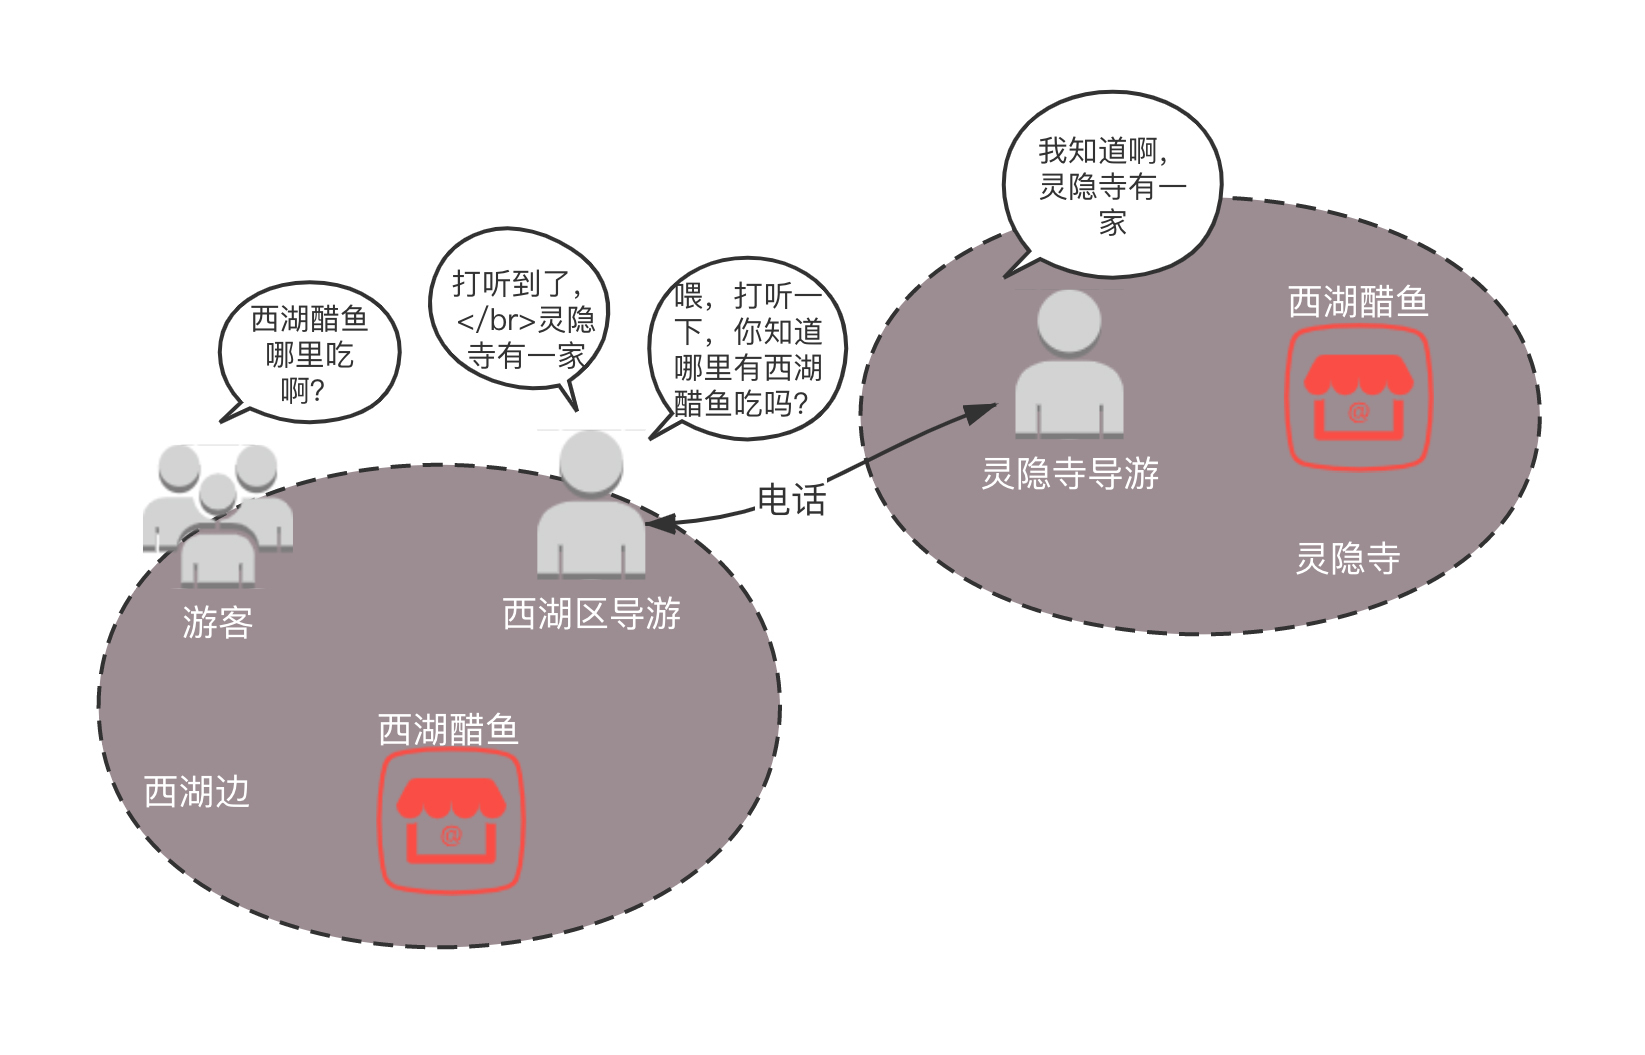 我知道啊，
灵隐寺有一
家
打听到了，
</br>灵隐
寺有一家
喂，打听一
下，你知道
哪里有西湖
醋鱼吃吗？
西湖醋鱼
哪里吃
啊？
西湖醋鱼
@
灵隐寺导游
电话
灵隐寺
游客
西湖区导游
西湖醋鱼
@
西湖边